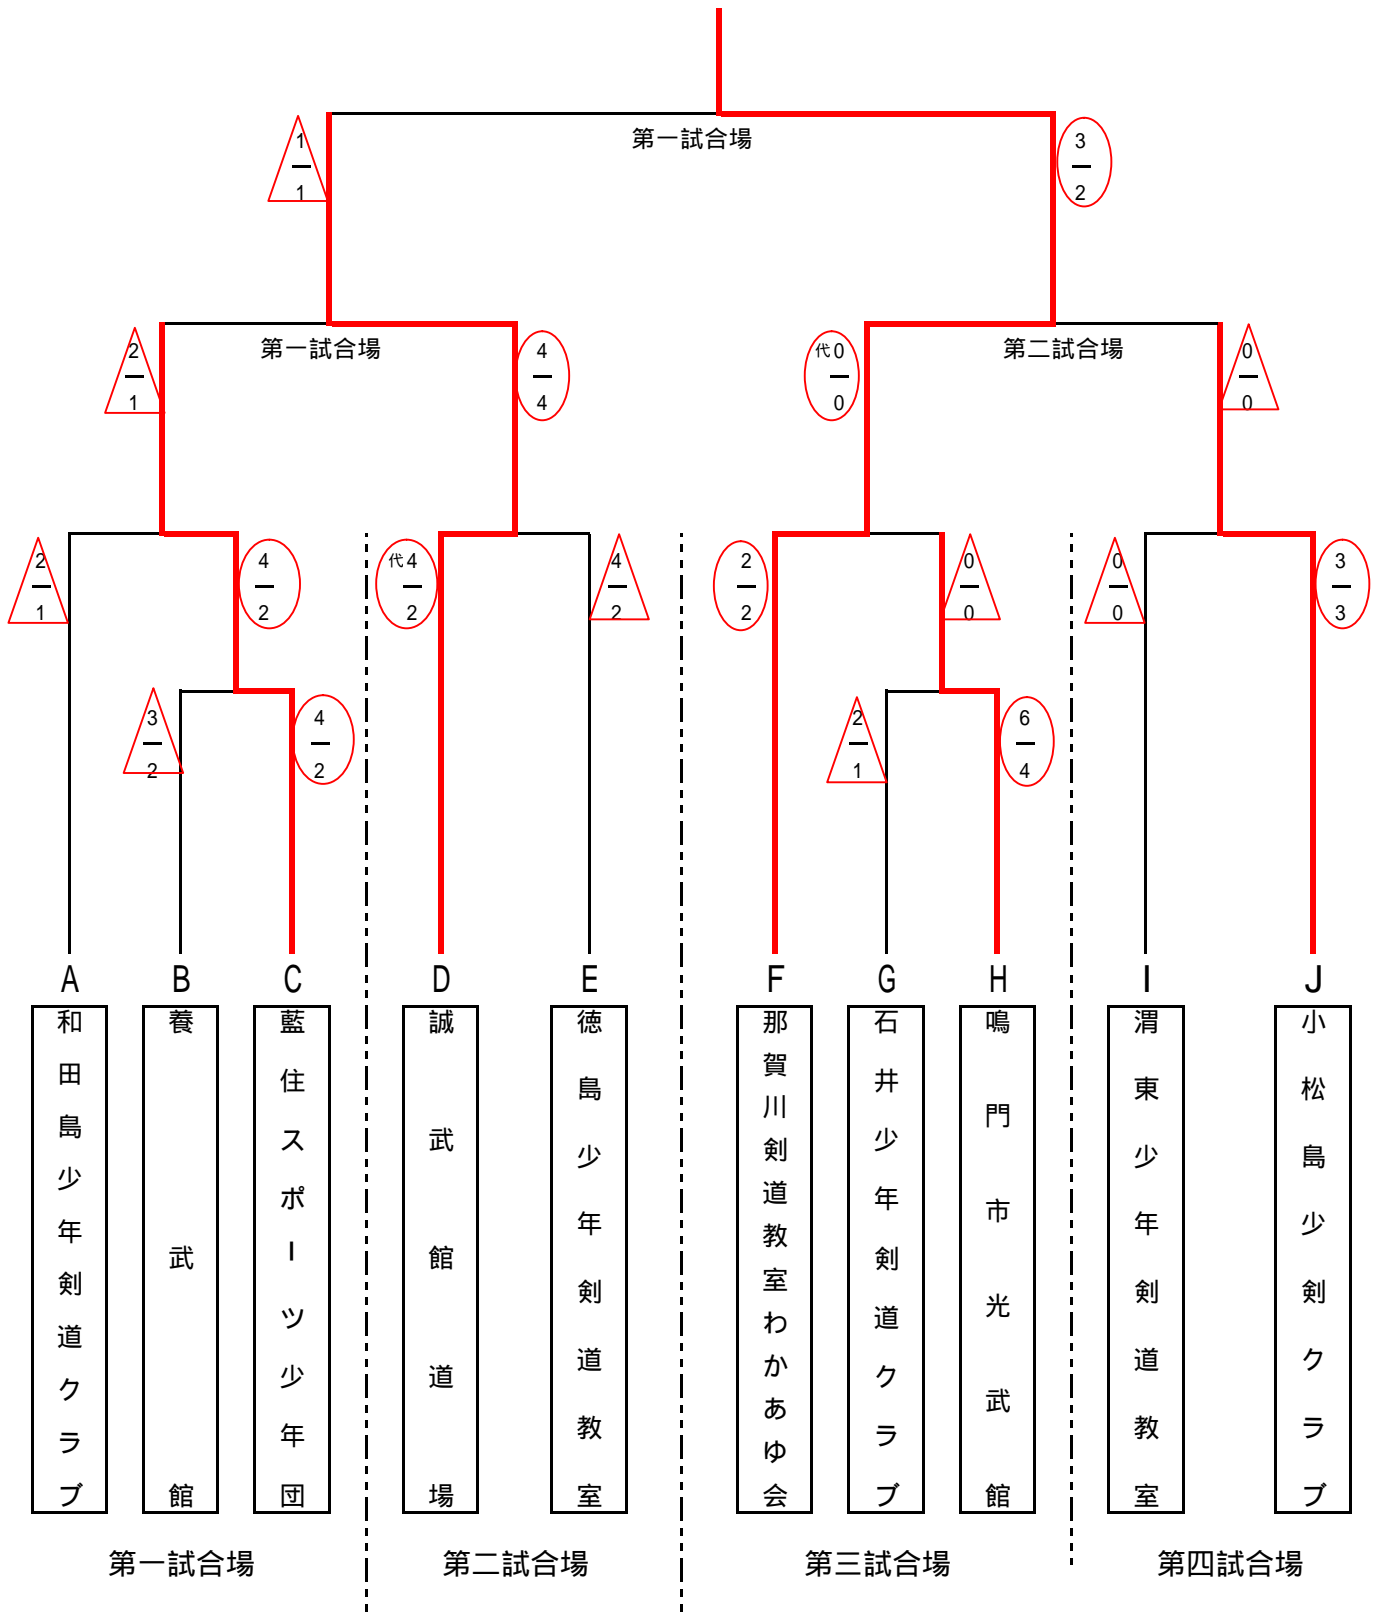 第一試合場
1
1
3
2
第一試合場
第二試合場
2
1
4
4
代0
0
0
0
2
1
4
2
代4
2
4
2
2
2
0
0
0
0
3
3
3
2
4
2
2
1
6
4
A B C D E F G H I J
和田島少年剣道クラブ
養武館
藍住スポーツ少年団
誠武館道場
徳島少年剣道教室
那賀川剣道教室わかあゆ会
石井少年剣道クラブ
鳴門市光武館
渭東少年剣道教室
小松島少剣クラブ
第一試合場
第二試合場
第三試合場
第四試合場